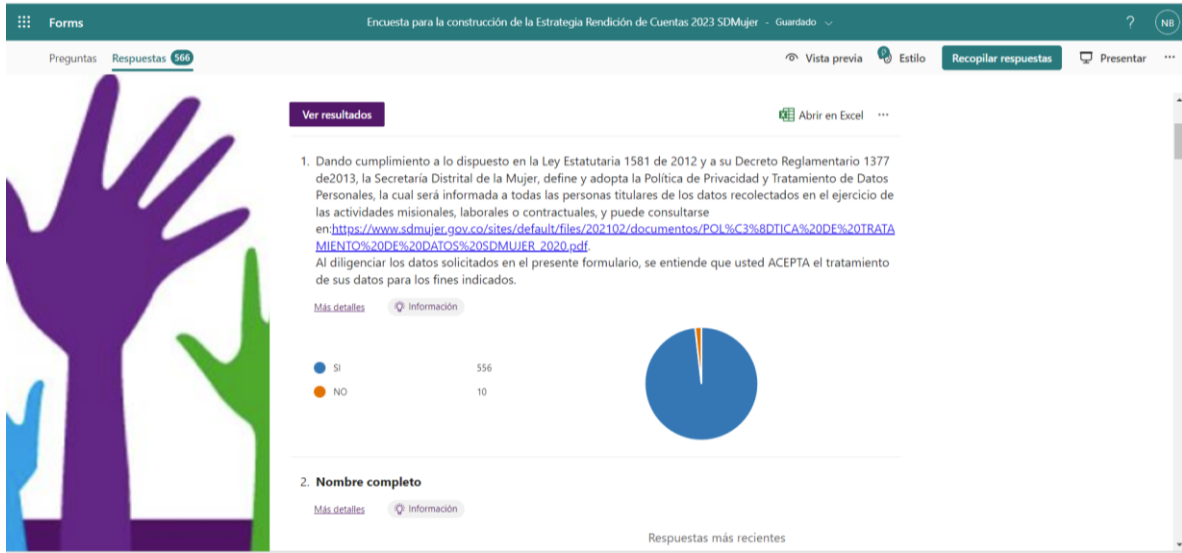 Forms
Encuesta para la construcción de la Estrategia Rendición de Cuentas 2023 SDMujer - Guardado
?
NB
Preguntas
Respuestas 566
Vista previa
Estilo
Recopilar respuestas
Presentar
...
Ver resultados
Abrir en Excel
...
1. Dando cumplimiento a lo dispuesto en la Ley Estatutaria 1581 de 2012 y a su Decreto Reglamentario 1377
de2013, la Secretaría Distrital de la Mujer, define y adopta la Política de Privacidad y Tratamiento de Datos
Personales, la cual será informada a todas las personas titulares de los datos recolectados en el ejercicio de
las actividades misionales, laborales o contractuales, y puede consultarse
en:https://www.sdmujer.gov.co/sites/default/files/202102/documentos/POL%C3%8DTICA%20DE%20TRATA
MIENTO%20DE%20DATOS%20SDMUJER_2020.pdf.
Al diligenciar los datos solicitados en el presente formulario, se entiende que usted ACEPTA el tratamiento
de sus datos para los fines indicados.
Más detalles
Información
SI 556
NO 10
2. Nombre completo
Más detalles
Información
Respuestas más recientes